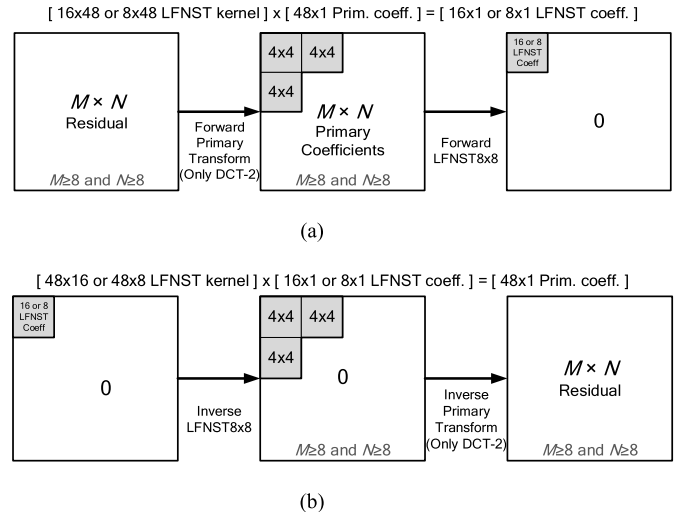 [ 16x48 or 8x48 LFNST kernel ] x [ 48x1 Prim. coeff. ] = [ 16x1 or 8x1 LFNST coeff. ]
M × N
Residual
M≥8 and N≥8
Forward
Primary
Transform
(Only DCT-2)
4x4 4x4
4x4
M × N
Primary
Coefficients
M≥8 and N≥8
Forward
LFNST8x8
16 or 8
LFNST
Coeff
0
(a)
[ 48x16 or 48x8 LFNST kernel ] x [ 16x1 or 8x1 LFNST coeff. ] = [ 48x1 Prim. coeff. ]
16 or 8
LFNST
Coeff
0
Inverse
LFNST8x8
4x4 4x4
4x4
0
M≥8 and N≥8
Inverse
Primary
Transform
(Only DCT-2)
M × N
Residual
M≥8 and N≥8
(b)